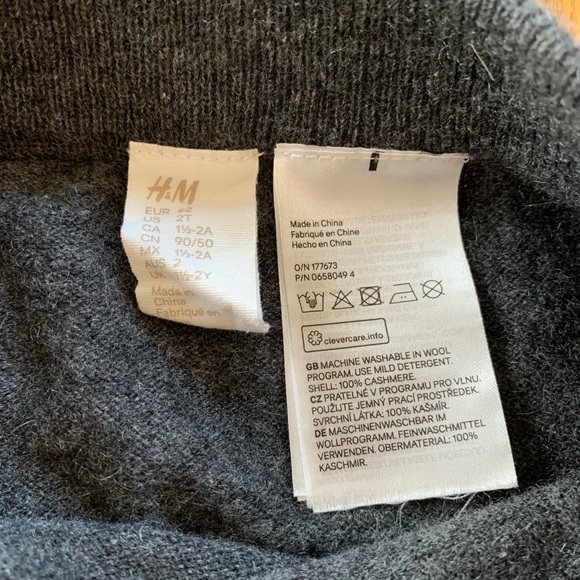 H&M
EUR 92
US 2T
CA 1½-2A
CN 90/50
MX 1½-2A
AUS 2
UK 1½-2Y
Made in
China
Fabriqué en
Made in China
Fabriqué en Chine
Hecho en China
O/N 177673
P/N 0658049 4
clevercare.info
GB MACHINE WASHABLE IN WOOL
PROGRAM. USE MILD DETERGENT.
SHELL: 100% CASHMERE.
CZ PRATELNÉ V PROGRAMU PRO VLNU.
POUŽIJTE JEMNÝ PRACÍ PROSTŘEDEK.
SVRCHNÍ LÁTKA: 100% KAŠMÍR.
DE MASCHINENWASCHBAR IM
WOLLPROGRAMM. FEINWASCHMITTEL
VERWENDEN. OBERMATERIAL: 100%
KASCHMIR.